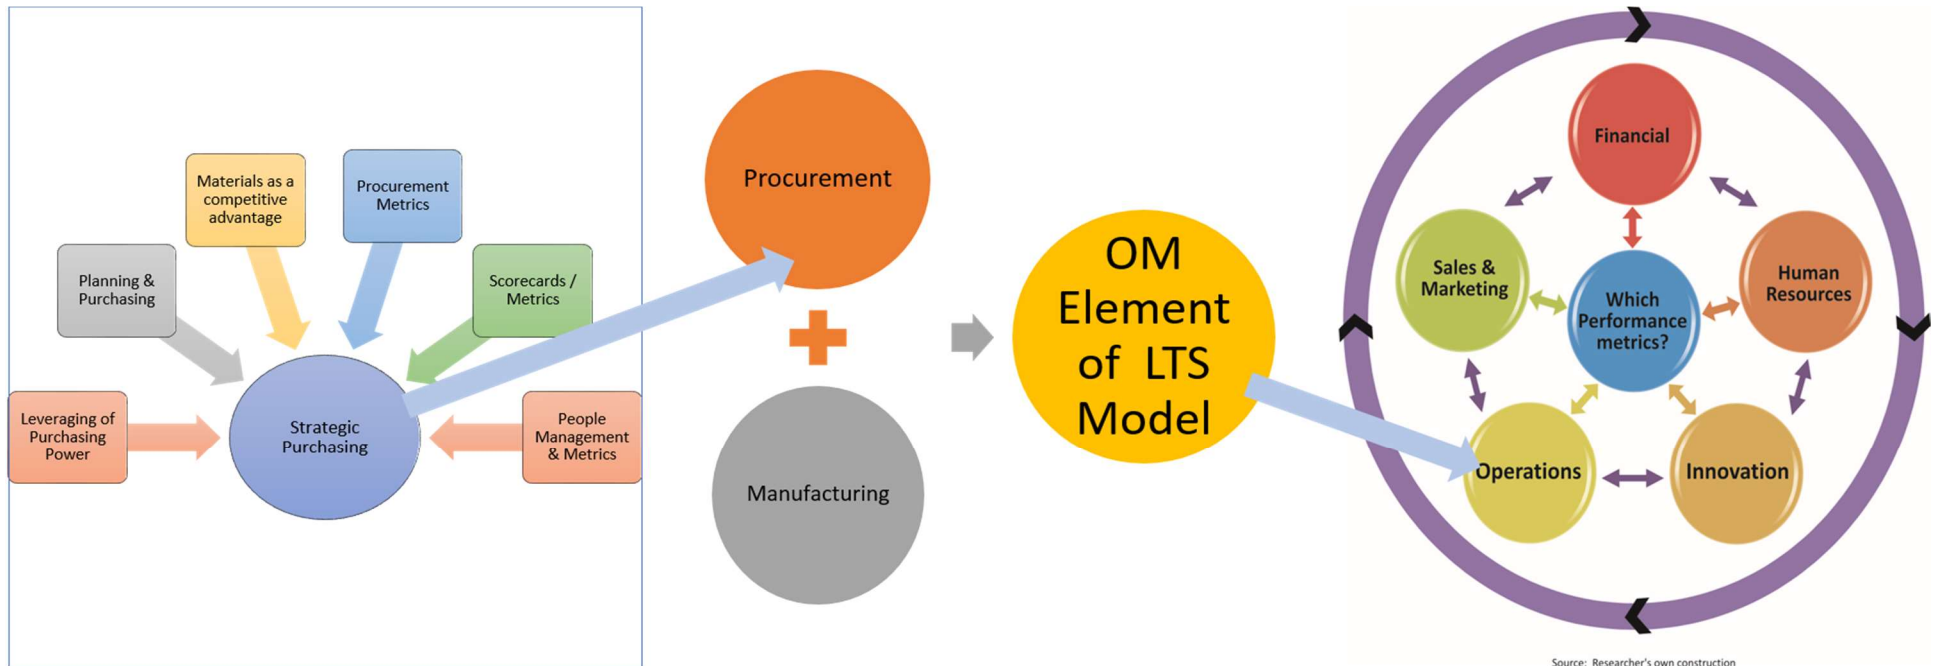 Materials as a
competitive
advantage
Procurement
Metrics
Planning &
Purchasing
Scorecards /
Metrics
Leveraging of
Purchasing
Power
Strategic
Purchasing
People
Management
& Metrics
Procurement
Manufacturing
OM
Element
of LTS
Model
Financial
Sales &
Marketing
Human
Resources
Which
Performance
metrics?
Operations
Innovation
Source: Researcher's own construction